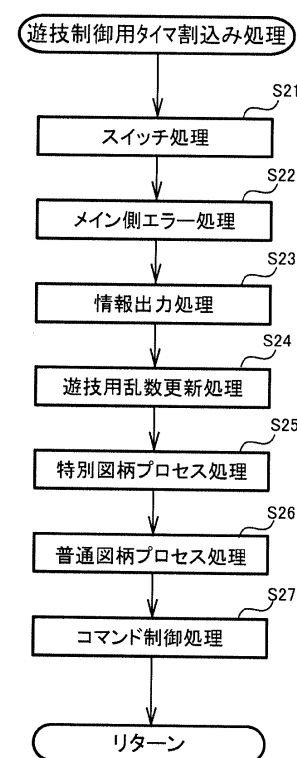 遊技制御用タイマ割込み処理
S21
スイッチ処理
S22
メイン側エラー処理
S23
情報出力処理
S24
遊技用乱数更新処理
S25
特別図柄プロセス処理
S26
普通図柄プロセス処理
S27
コマンド制御処理
リターン